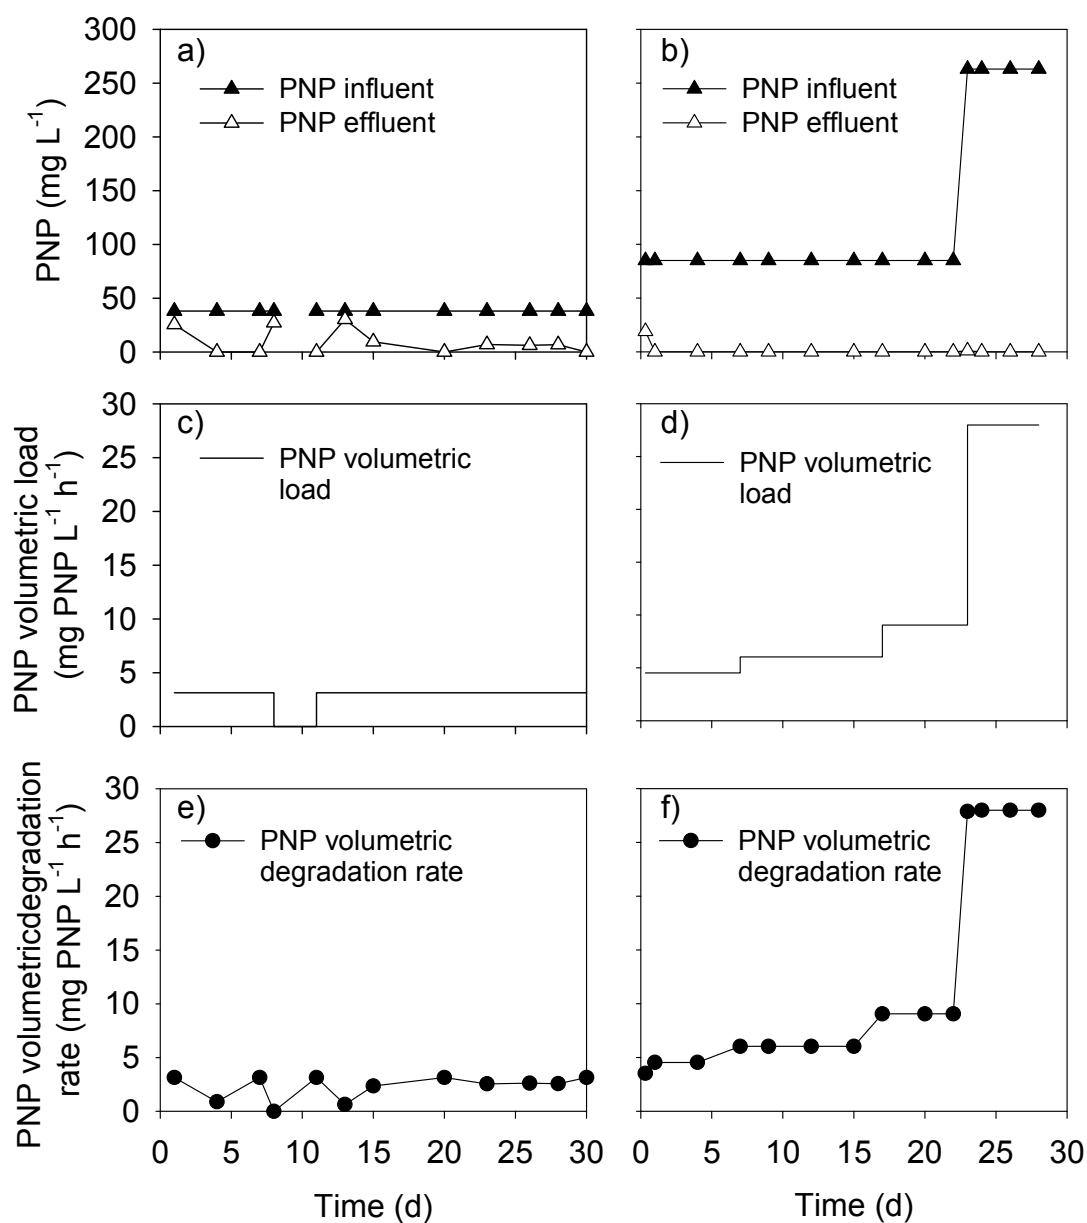 a)
PNP influent
PNP effluent
b)
PNP influent
PNP effluent
PNP (mg L⁻¹)
300
250
200
150
100
50
0
c)
PNP volumetric
load
d)
PNP volumetric
load
PNP volumetric load
(mg PNP L⁻¹ h⁻¹)
30
25
20
15
10
5
0
e)
PNP volumetric
degradation rate
f)
PNP volumetric
degradation rate
PNP volumetricdegradation
rate (mg PNP L⁻¹ h⁻¹)
30
25
20
15
10
5
0
0 5 10 15 20 25 30
0 5 10 15 20 25 30
Time (d)
Time (d)